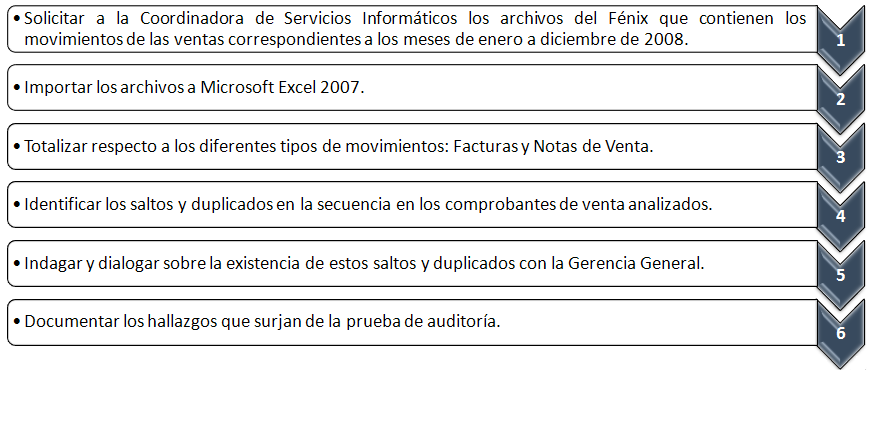 • Solicitar a la Coordinadora de Servicios Informáticos los archivos del Fénix que contienen los
movimientos de las ventas correspondientes a los meses de enero a diciembre de 2008.
1
• Importar los archivos a Microsoft Excel 2007.
2
• Totalizar respecto a los diferentes tipos de movimientos: Facturas y Notas de Venta.
3
• Identificar los saltos y duplicados en la secuencia en los comprobantes de venta analizados.
4
• Indagar y dialogar sobre la existencia de estos saltos y duplicados con la Gerencia General.
5
• Documentar los hallazgos que surjan de la prueba de auditoría.
6